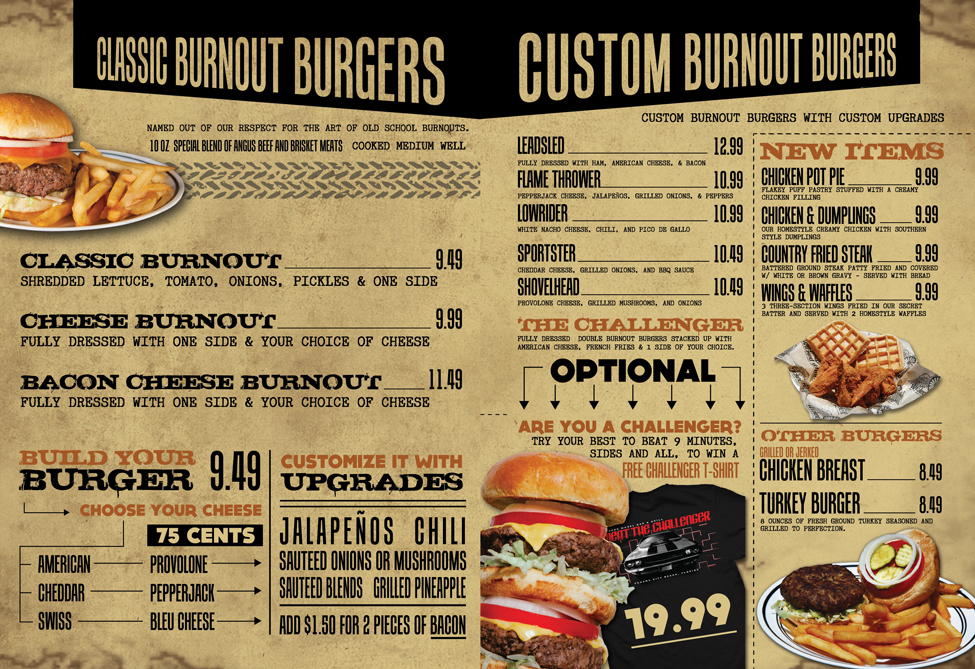 CLASSIC BURNOUT BURGERS
NAMED OUT OF OUR RESPECT FOR THE ART OF OLD SCHOOL BURNOUTS.
10 OZ SPECIAL BLEND OF ANGUS BEEF AND BRISKET MEATS COOKED MEDIUM WELL
CLASSIC BURNOUT 9.49
SHREDDED LETTUCE, TOMATO, ONIONS, PICKLES & ONE SIDE
CHEESE BURNOUT 9.99
FULLY DRESSED WITH ONE SIDE & YOUR CHOICE OF CHEESE
BACON CHEESE BURNOUT 11.49
FULLY DRESSED WITH ONE SIDE & YOUR CHOICE OF CHEESE
BUILD YOUR
BURGER 9.49
CHOOSE YOUR CHEESE
75 CENTS
AMERICAN PROVOLONE
CHEDDAR PEPPERJACK
SWISS BLEU CHEESE
CUSTOMIZE IT WITH
UPGRADES
JALAPEÑOS CHILI
SAUTEED ONIONS OR MUSHROOMS
SAUTEED BLENDS GRILLED PINEAPPLE
ADD $1.50 FOR 2 PIECES OF BACON
CUSTOM BURNOUT BURGERS
CUSTOM BURNOUT BURGERS WITH CUSTOM UPGRADES
LEADSLED 12.99
FULLY DRESSED WITH HAM, AMERICAN CHEESE, & BACON
FLAME THROWER 10.99
PEPPERJACK CHEESE, JALAPEÑOS, GRILLED ONIONS, & PEPPERS
LOWRIDER 10.99
WHITE NACHO CHEESE, CHILI, AND PICO DE GALLO
SPORTSTER 10.49
CHEDDAR CHEESE, GRILLED ONIONS, AND BBQ SAUCE
SHOVELHEAD 10.49
PROVOLONE CHEESE, GRILLED MUSHROOMS, AND ONIONS
THE CHALLENGER
FULLY DRESSED DOUBLE BURNOUT BURGERS STACKED UP WITH
AMERICAN CHEESE, FRENCH FRIES & 1 SIDE OF YOUR CHOICE.
OPTIONAL
ARE YOU A CHALLENGER?
TRY YOUR BEST TO BEAT 9 MINUTES,
SIDES AND ALL, TO WIN A
FREE CHALLENGER T-SHIRT
BEAT THE CHALLENGER
19.99
NEW ITEMS
CHICKEN POT PIE 9.99
FLAKEY PUFF PASTRY STUFFED WITH A CREAMY
CHICKEN FILLING
CHICKEN & DUMPLINGS 9.99
OUR HOMESTYLE CREAMY CHICKEN WITH SOUTHERN
STYLE DUMPLINGS
COUNTRY FRIED STEAK 9.99
BATTERED GROUND STEAK PATTY FRIED AND COVERED
W/ WHITE OR BROWN GRAVY - SERVED WITH BREAD
WINGS & WAFFLES 9.99
3 THREE-SECTION WINGS FRIED IN OUR SECRET
BATTER AND SERVED WITH 2 HOMESTYLE WAFFLES
OTHER BURGERS
GRILLED OR JERKED
CHICKEN BREAST 8.49
TURKEY BURGER 8.49
8 OUNCES OF FRESH GROUND TURKEY SEASONED AND
GRILLED TO PERFECTION.